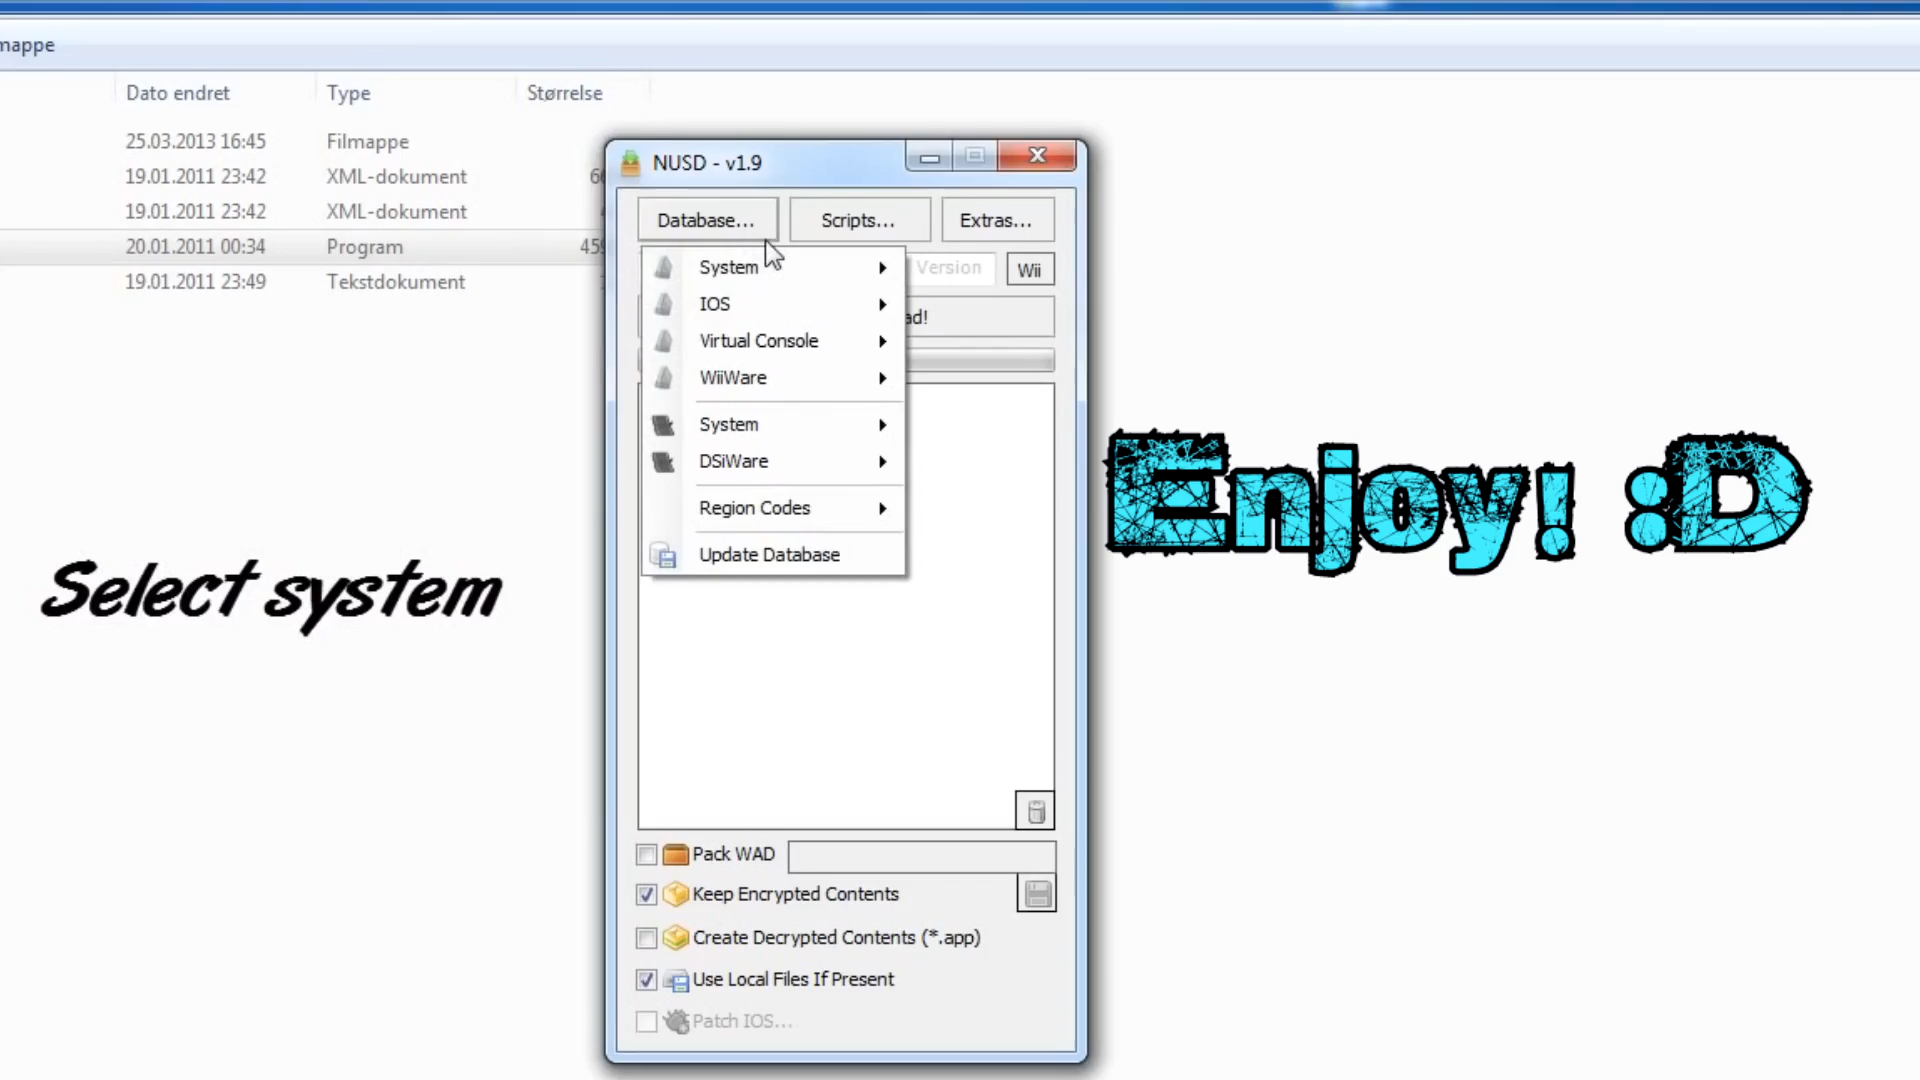 mappe
Dato endret Type Størrelse
25.03.2013 16:45 Filmappe
19.01.2011 23:42 XML-dokument
19.01.2011 23:42 XML-dokument
20.01.2011 00:34 Program
19.01.2011 23:49 Tekstdokument
NUSD - v1.9
Database... Scripts... Extras...
Version Wii
ad!
System
IOS
Virtual Console
WiiWare
System
DSiWare
Region Codes
Update Database
Select system
Enjoy! :D
Pack WAD
Keep Encrypted Contents
Create Decrypted Contents (*.app)
Use Local Files If Present
Patch IOS...